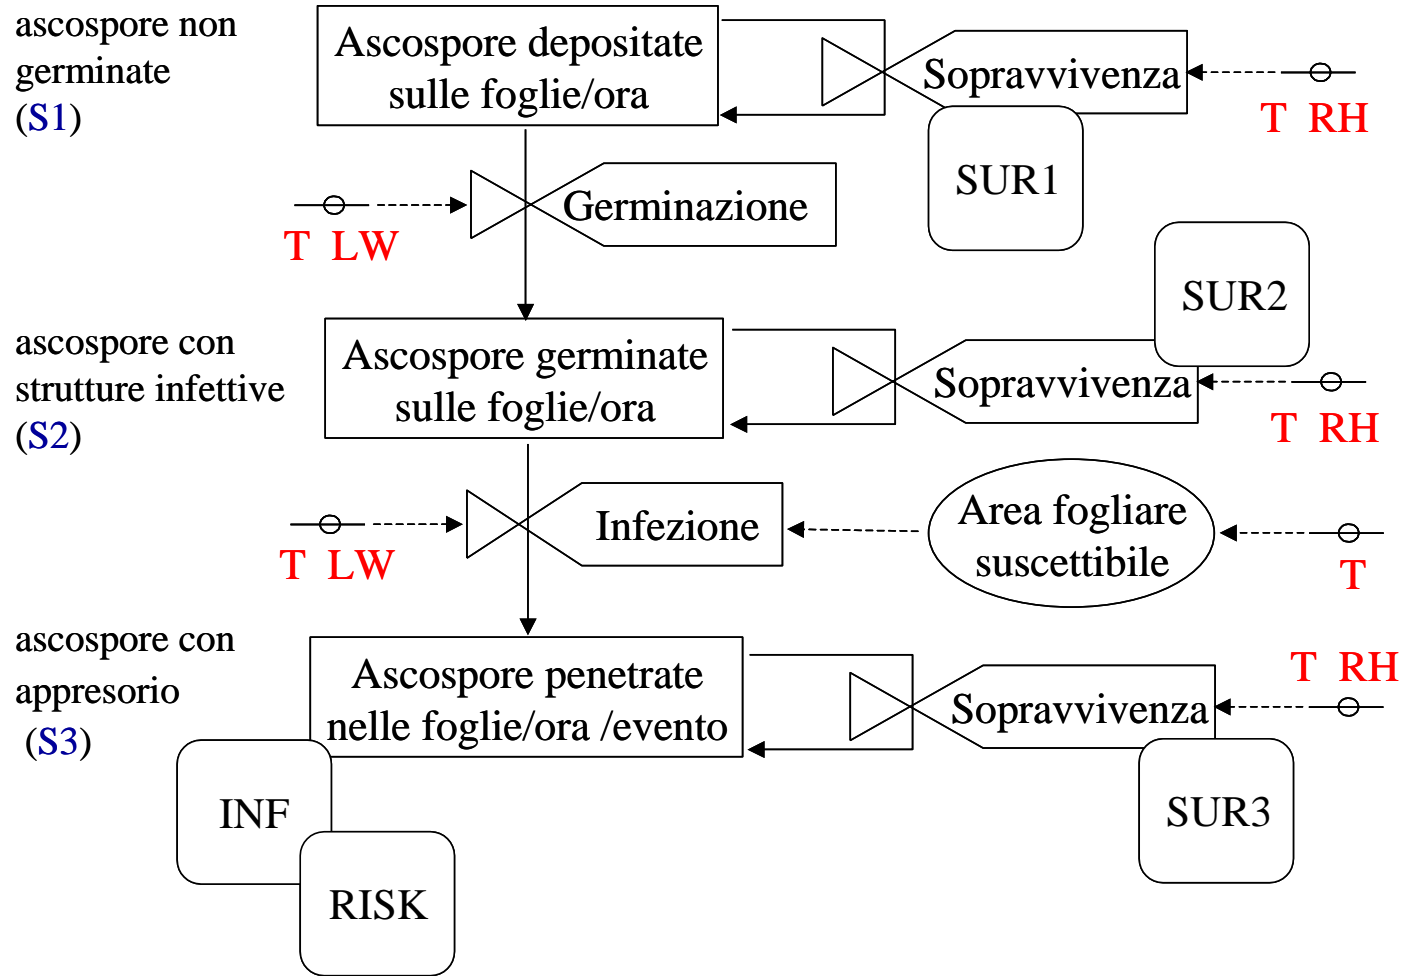 ascospore non
germinate
(S1)
Ascospore depositate
sulle foglie/ora
Sopravvivenza
T RH
SUR1
Germinazione
T LW
SUR2
ascospore con
strutture infettive
(S2)
Ascospore germinate
sulle foglie/ora
Sopravvivenza
T RH
T LW
Infezione
Area fogliare
suscettibile
T
ascospore con
appresorio
(S3)
Ascospore penetrate
nelle foglie/ora /evento
Sopravvivenza
T RH
SUR3
INF
RISK